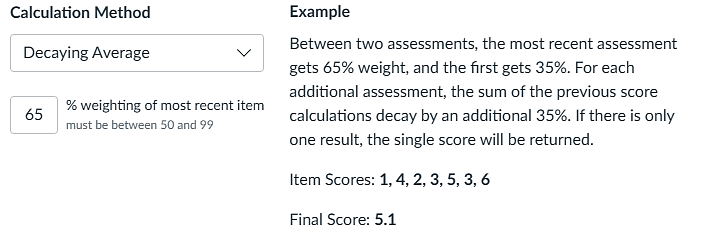 Calculation Method
Decaying Average
65
% weighting of most recent item
must be between 50 and 99
Example
Between two assessments, the most recent assessment
gets 65% weight, and the first gets 35%. For each
additional assessment, the sum of the previous score
calculations decay by an additional 35%. If there is only
one result, the single score will be returned.
Item Scores: 1, 4, 2, 3, 5, 3, 6
Final Score: 5.1